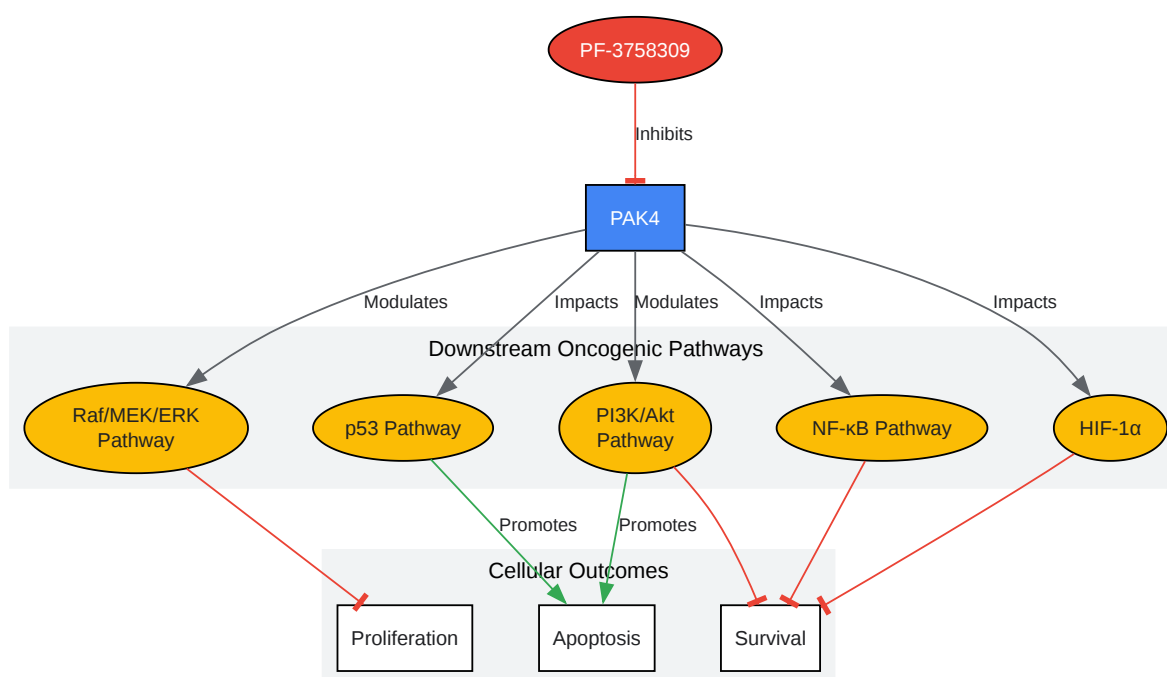 PF-3758309
Inhibits
PAK4
Modulates
Impacts
Modulates
Impacts
Impacts
Downstream Oncogenic Pathways
Raf/MEK/ERK
Pathway
p53 Pathway
PI3K/Akt
Pathway
NF-κB Pathway
HIF-1α
Promotes
Promotes
Cellular Outcomes
Proliferation
Apoptosis
Survival